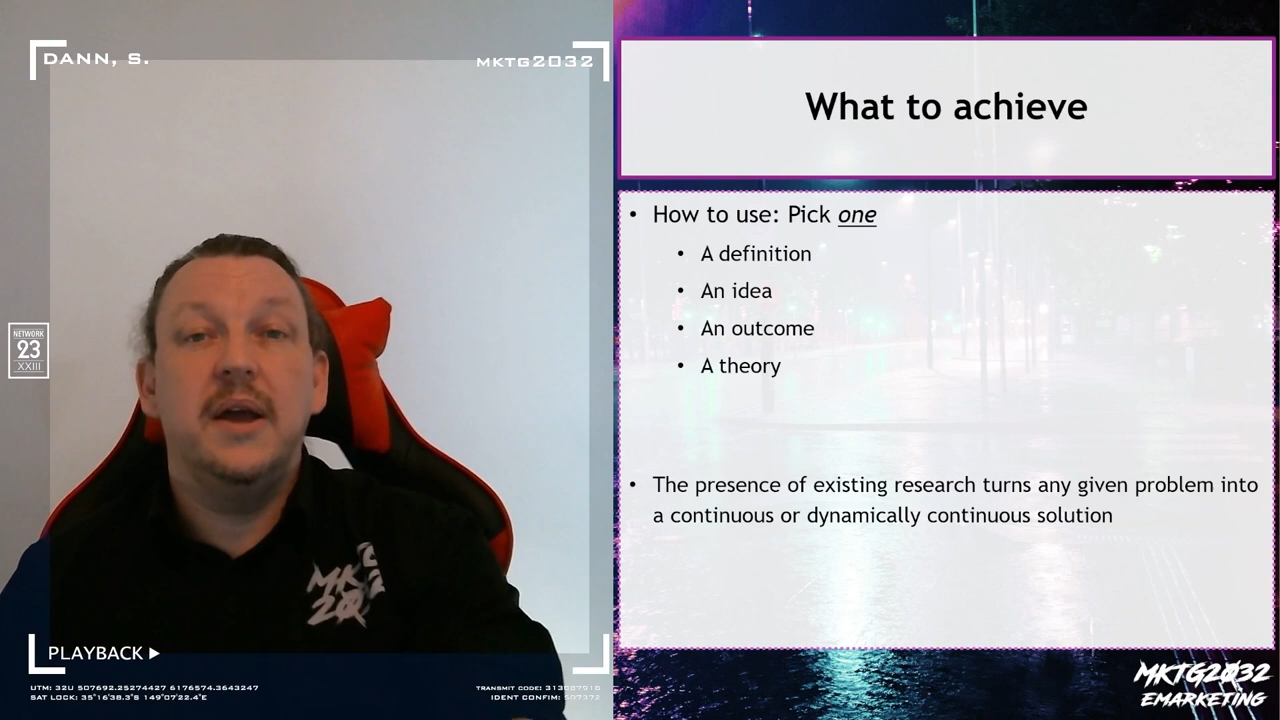 DANN, S.
MKTG2032
NETWORK
23
XXIII
PLAYBACK
UTM: 32U 507692.25274427 6176574.3643247
SAT LOCK: 35°16'38.3"S 149°07'22.4"E
TRANSMIT CODE:
IDENT CONFIM:
What to achieve
• How to use: Pick one
• A definition
• An idea
• An outcome
• A theory
• The presence of existing research turns any given problem into
a continuous or dynamically continuous solution
MKTG2032
EMARKETING